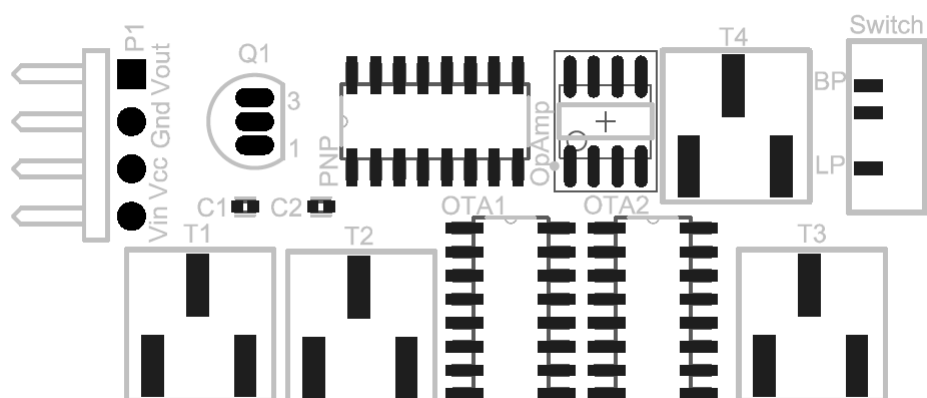 Switch
P1
T4
Q1
Vin Vcc Gnd Vout
BP
3
1
PNP
OpAmp
LP
C1
C2
OTA1
OTA2
T1
T2
T3